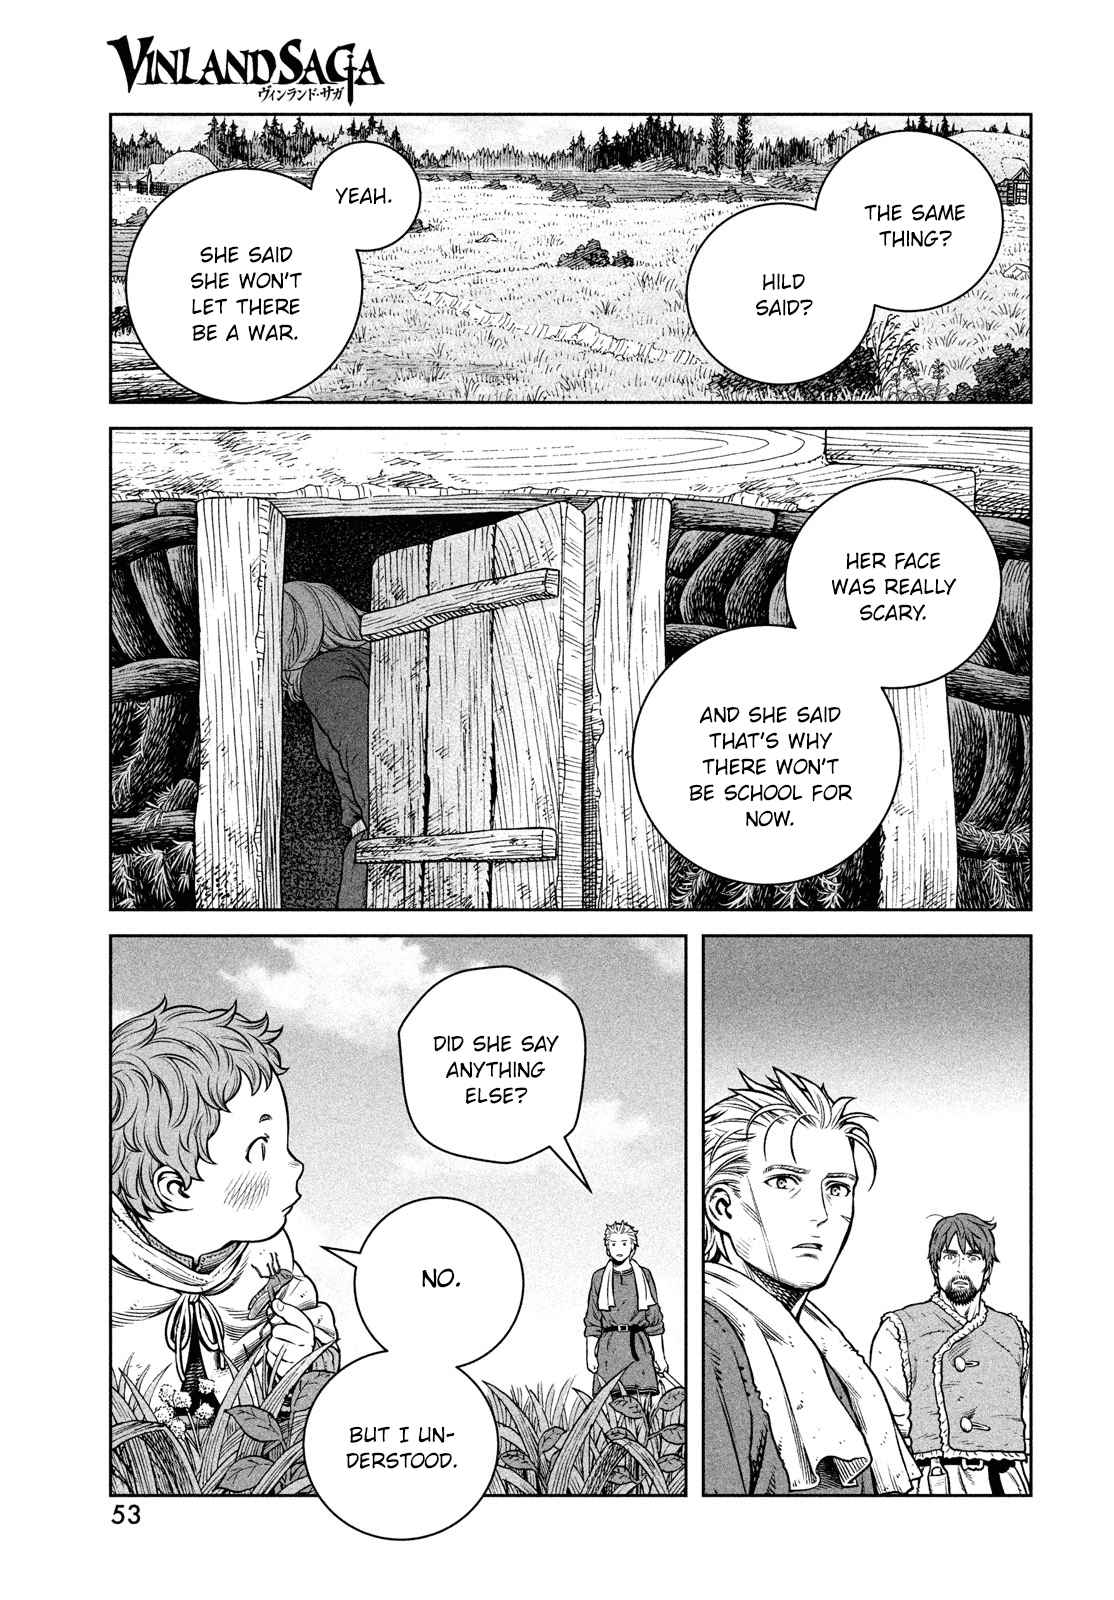 VINLAND SAGA
ヴィンランド・サガ
THE SAME
THING?
HILD
SAID?
YEAH.
SHE SAID
SHE WON'T
LET THERE
BE A WAR.
HER FACE
WAS REALLY
SCARY.
AND SHE SAID
THAT'S WHY
THERE WON'T
BE SCHOOL FOR
NOW.
DID SHE SAY
ANYTHING
ELSE?
NO.
BUT I UN-
DERSTOOD.
53